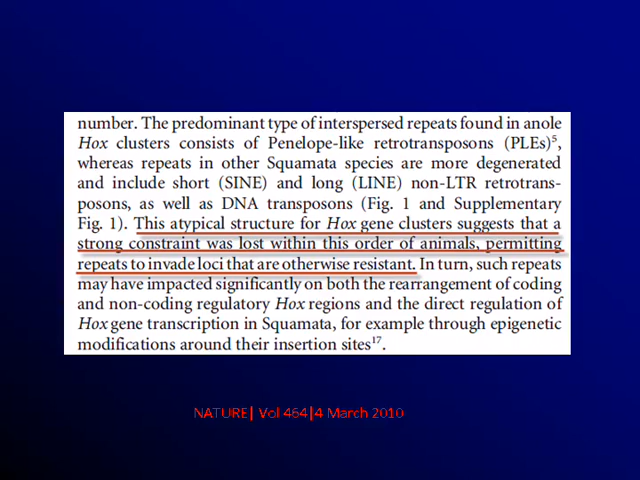 number. The predominant type of interspersed repeats found in anole
Hox clusters consists of Penelope-like retrotransposons (PLEs)5,
whereas repeats in other Squamata species are more degenerated
and include short (SINE) and long (LINE) non-LTR retrotrans-
posons, as well as DNA transposons (Fig. 1 and Supplementary
Fig. 1). This atypical structure for Hox gene clusters suggests that a
strong constraint was lost within this order of animals, permitting
repeats to invade loci that are otherwise resistant. In turn, such repeats
may have impacted significantly on both the rearrangement of coding
and non-coding regulatory Hox regions and the direct regulation of
Hox gene transcription in Squamata, for example through epigenetic
modifications around their insertion sites17.
NATURE| Vol 464|4 March 2010